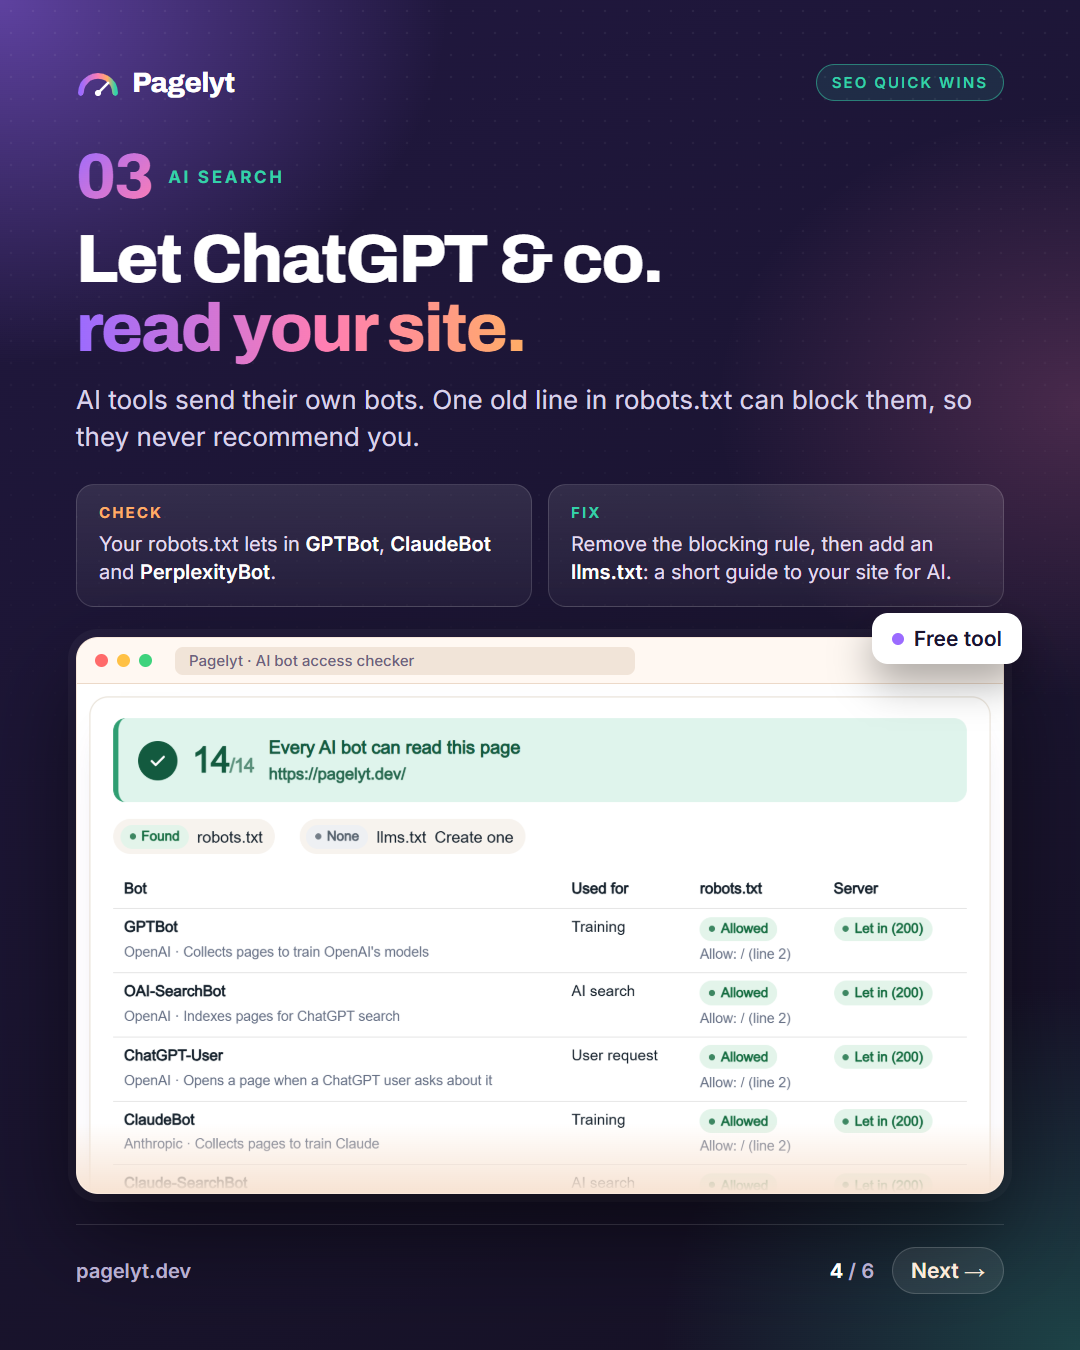 Pagelyt
SEO QUICK WINS
03 AI SEARCH
Let ChatGPT & co.
read your site.
AI tools send their own bots. One old line in robots.txt can block them, so
they never recommend you.
CHECK
Your robots.txt lets in GPTBot, ClaudeBot
and PerplexityBot.
FIX
Remove the blocking rule, then add an
llms.txt: a short guide to your site for AI.
Free tool
Pagelyt · AI bot access checker
14/14
Every AI bot can read this page
https://pagelyt.dev/
Found robots.txt
None llms.txt Create one
Bot Used for robots.txt Server
GPTBot Training Allowed Let in (200)
OpenAI · Collects pages to train OpenAI's models Allow: / (line 2)
OAI-SearchBot AI search Allowed Let in (200)
OpenAI · Indexes pages for ChatGPT search Allow: / (line 2)
ChatGPT-User User request Allowed Let in (200)
OpenAI · Opens a page when a ChatGPT user asks about it Allow: / (line 2)
ClaudeBot Training Allowed Let in (200)
Anthropic · Collects pages to train Claude Allow: / (line 2)
Claude-SearchBot AI search Allowed Let in (200)
pagelyt.dev
4 / 6
Next →